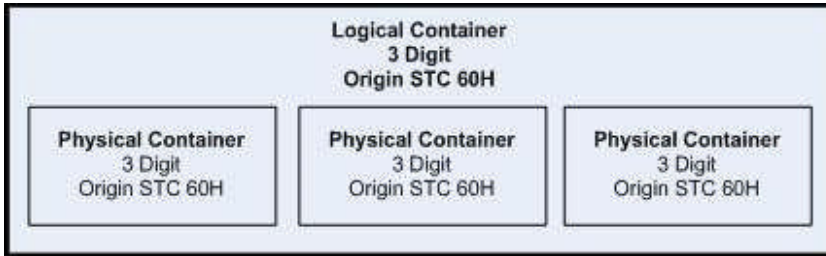 Logical Container
3 Digit
Origin STC 60H
Physical Container
3 Digit
Origin STC 60H
Physical Container
3 Digit
Origin STC 60H
Physical Container
3 Digit
Origin STC 60H